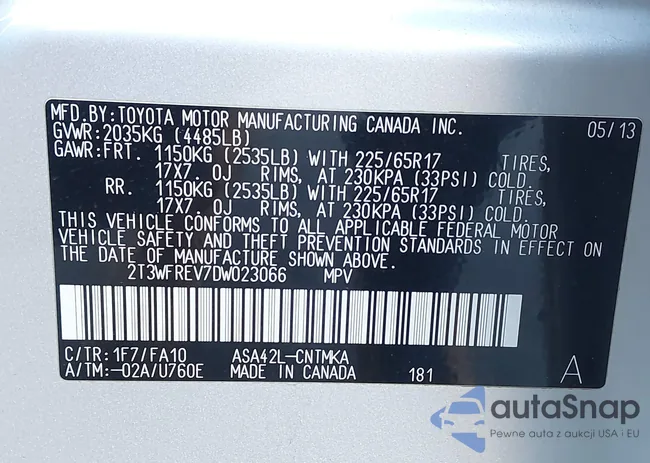 MFD. BY: TOYOTA MOTOR MANUFACTURING CANADA INC. 05/13
GVWR: 2035KG (4485LB)
GAWR: FRT. 1150KG (2535LB) WITH 225/65R17 TIRES,
17X7. 0J RIMS, AT 230KPA (33PSI) COLD.
RR. 1150KG (2535LB) WITH 225/65R17 TIRES,
17X7. 0J RIMS, AT 230KPA (33PSI) COLD.
THIS VEHICLE CONFORMS TO ALL APPLICABLE FEDERAL MOTOR
VEHICLE SAFETY AND THEFT PREVENTION STANDARDS IN EFFECT ON
THE DATE OF MANUFACTURE SHOWN ABOVE.
2T3WFREV7DW023066 MPV
C/TR: 1F7/FA10 ASA42L-CNTMKA
A/TM: -02A/U760E MADE IN CANADA 181 A
autaSnap
Pewne auta z aukcji USA i EU